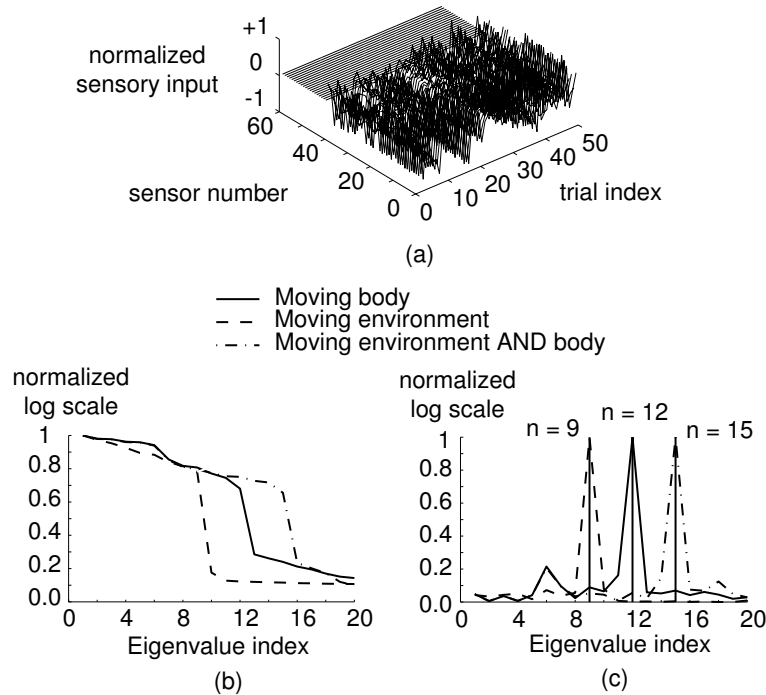 normalized
sensory input
+1
0
-1
60
40
20
0
sensor number
0
10
20
30
40
50
trial index
(a)
Moving body
Moving environment
Moving environment AND body
normalized
log scale
1
0.8
0.6
0.4
0.2
0.0
0 4 8 12 16 20
Eigenvalue index
(b)
normalized
log scale
n = 9
n = 12
n = 15
1
0.8
0.6
0.4
0.2
0.0
0 4 8 12 16 20
Eigenvalue index
(c)